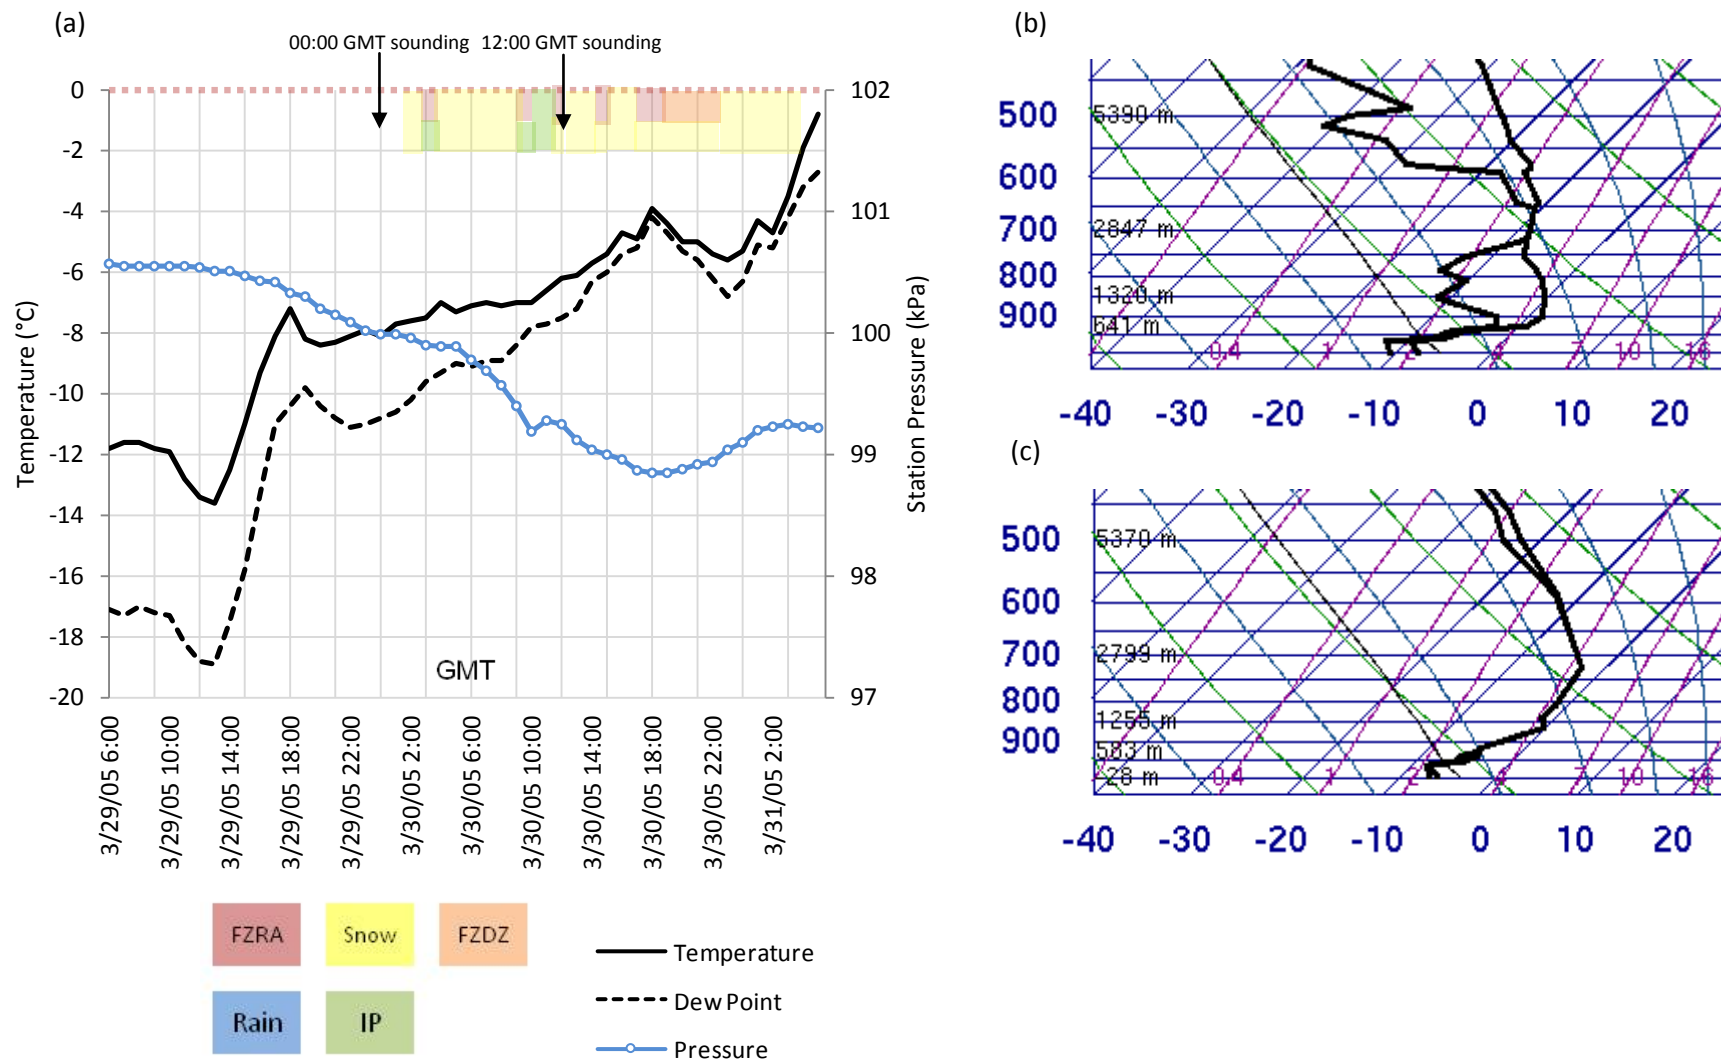 (a)
00:00 GMT sounding 12:00 GMT sounding
0
-2
-4
-6
-8
-10
-12
-14
-16
-18
-20
Temperature (°C)
102
101
100
99
98
97
Station Pressure (kPa)
GMT
3/29/05 6:00
3/29/05 10:00
3/29/05 14:00
3/29/05 18:00
3/29/05 22:00
3/30/05 2:00
3/30/05 6:00
3/30/05 10:00
3/30/05 14:00
3/30/05 18:00
3/30/05 22:00
3/31/05 2:00
FZRA Snow FZDZ
Rain IP
Temperature
Dew Point
Pressure
(b)
500 5390 m
600
700 2847 m
800
1320 m
900
641 m
0.4 1 2 4 7 10 16
-40 -30 -20 -10 0 10 20
(c)
500 5370 m
600
700 2799 m
800
1255 m
900
583 m
-28 m 0.4 1 2 4 7 10 16
-40 -30 -20 -10 0 10 20